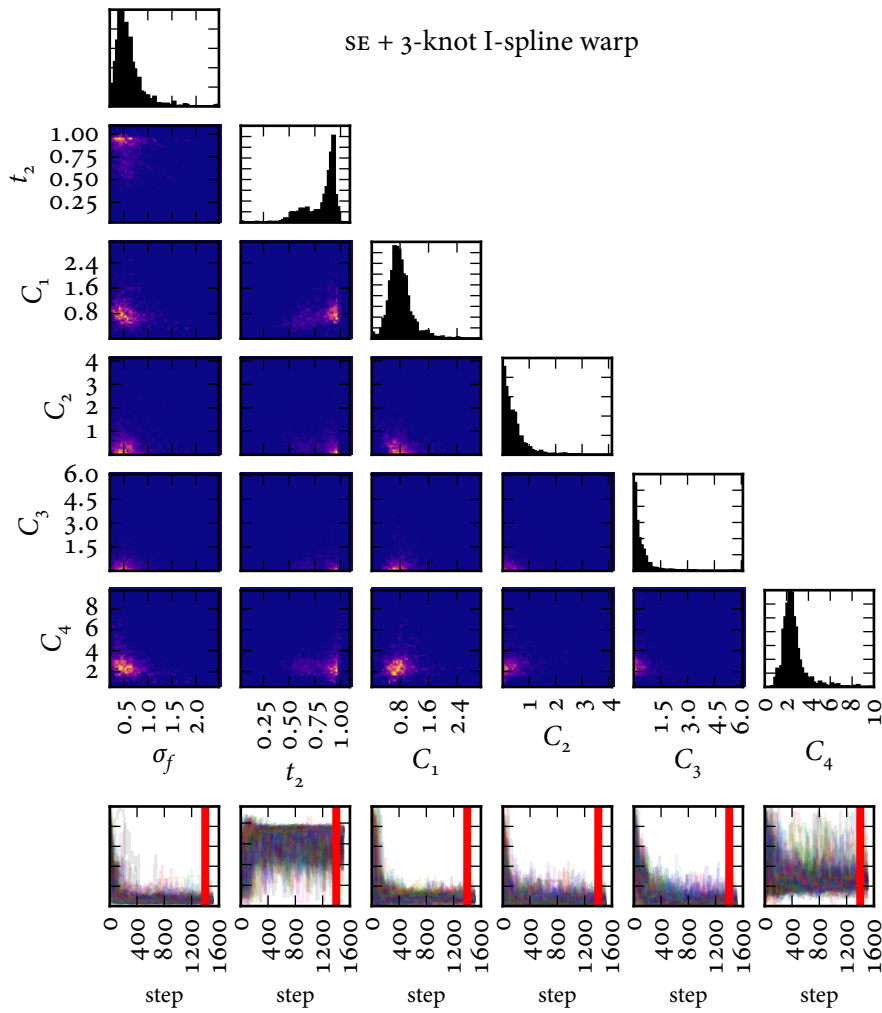 SE + 3-knot I-spline warp
t₂
1.00
0.75
0.50
0.25
C₁
2.4
1.6
0.8
C₂
4
3
2
1
C₃
6.0
4.5
3.0
1.5
C₄
8
6
4
2
0.5 1.0 1.5 2.0
0.25 0.50 0.75 1.00
0.8 1.6 2.4
1 2 3 4
1.5 3.0 4.5 6.0
0 2 4 6 8 10
σ_f t₂ C₁ C₂ C₃ C₄
0 400 800 1200 1600
0 400 800 1200 1600
0 400 800 1200 1600
0 400 800 1200 1600
0 400 800 1200 1600
0 400 800 1200 1600
step step step step step step